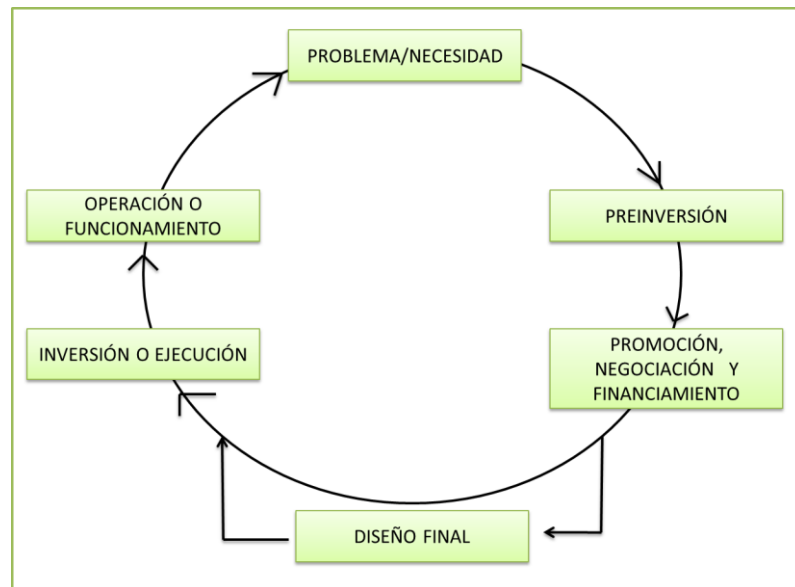 PROBLEMA/NECESIDAD
PREINVERSIÓN
PROMOCIÓN,
NEGOCIACIÓN Y
FINANCIAMIENTO
DISEÑO FINAL
INVERSIÓN O EJECUCIÓN
OPERACIÓN O
FUNCIONAMIENTO